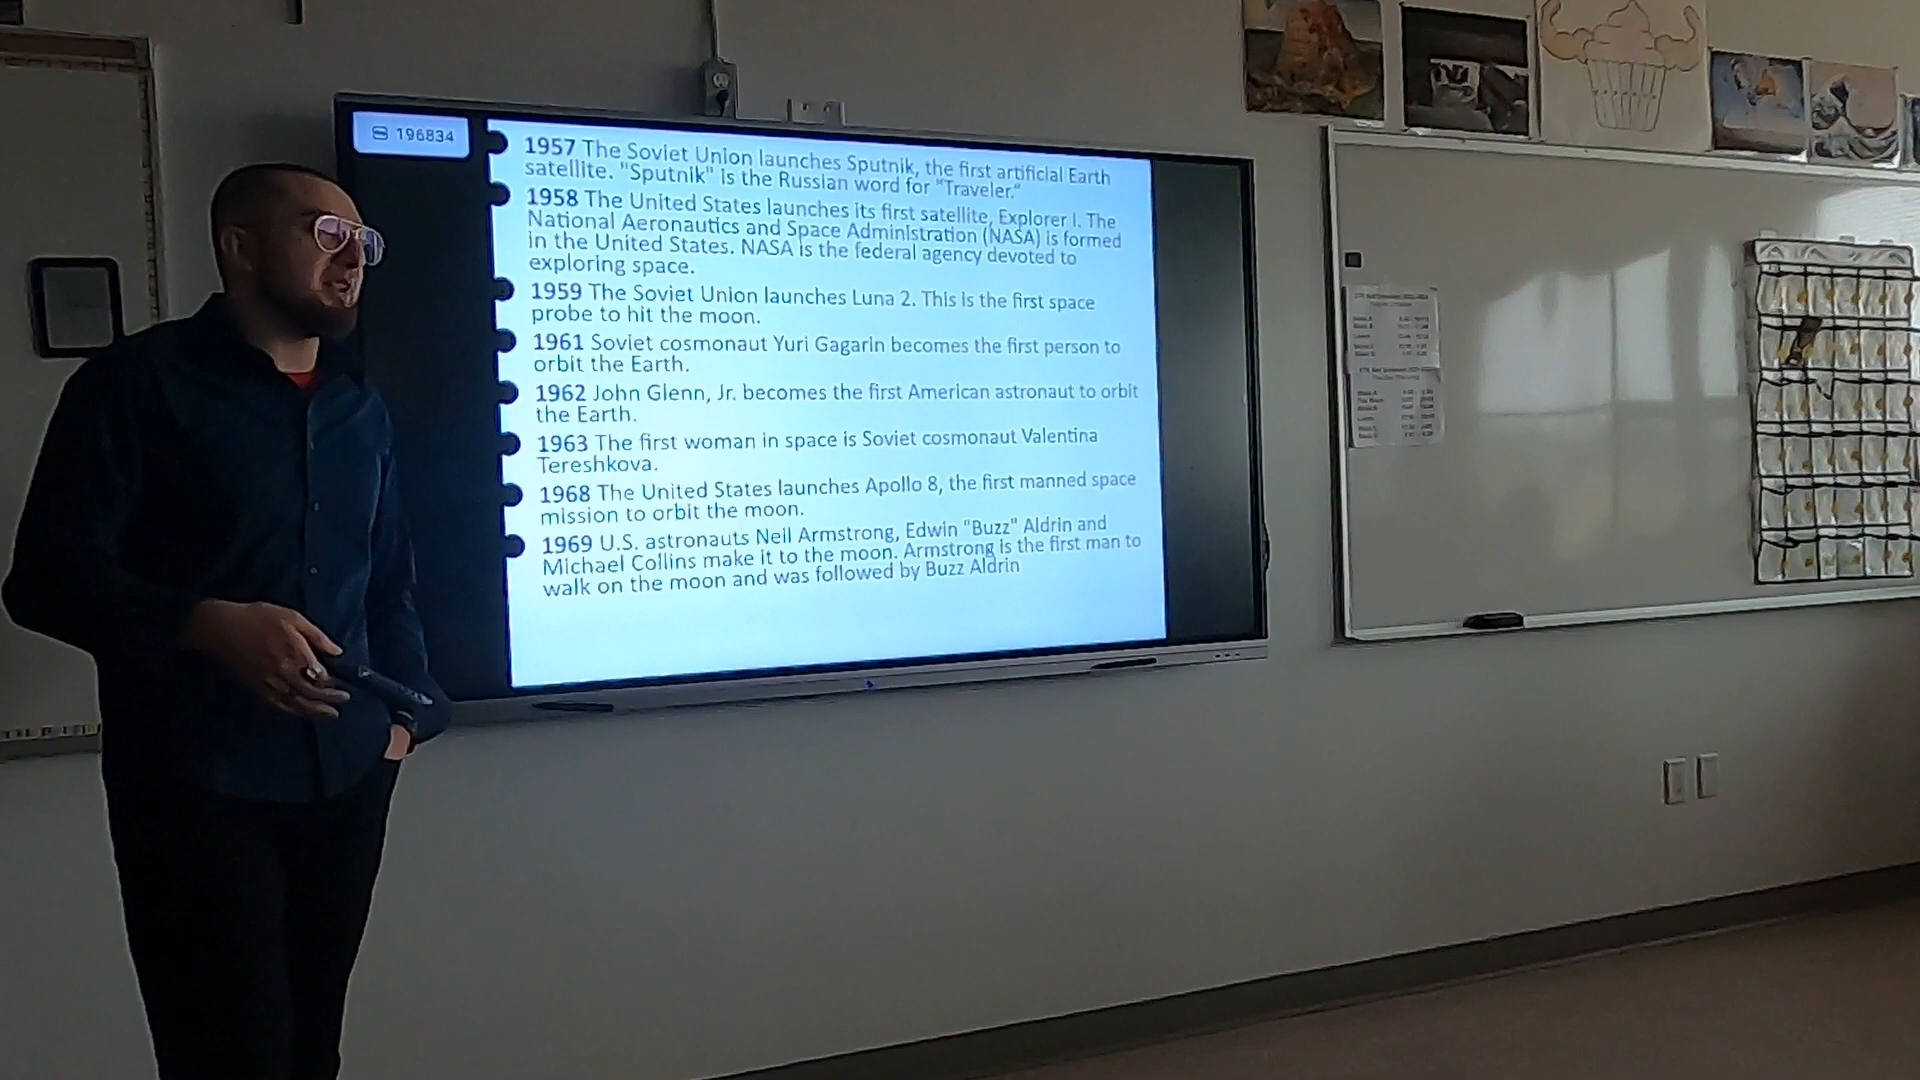 196834
1957 The Soviet Union launches Sputnik, the first artificial Earth
satellite. "Sputnik" is the Russian word for "Traveler."
1958 The United States launches its first satellite, Explorer I. The
National Aeronautics and Space Administration (NASA) is formed
in the United States. NASA is the federal agency devoted to
exploring space.
1959 The Soviet Union launches Luna 2. This is the first space
probe to hit the moon.
1961 Soviet cosmonaut Yuri Gagarin becomes the first person to
orbit the Earth.
1962 John Glenn, Jr. becomes the first American astronaut to orbit
the Earth.
1963 The first woman in space is Soviet cosmonaut Valentina
Tereshkova.
1968 The United States launches Apollo 8, the first manned space
mission to orbit the moon.
1969 U.S. astronauts Neil Armstrong, Edwin "Buzz" Aldrin and
Michael Collins make it to the moon. Armstrong is the first man to
walk on the moon and was followed by Buzz Aldrin